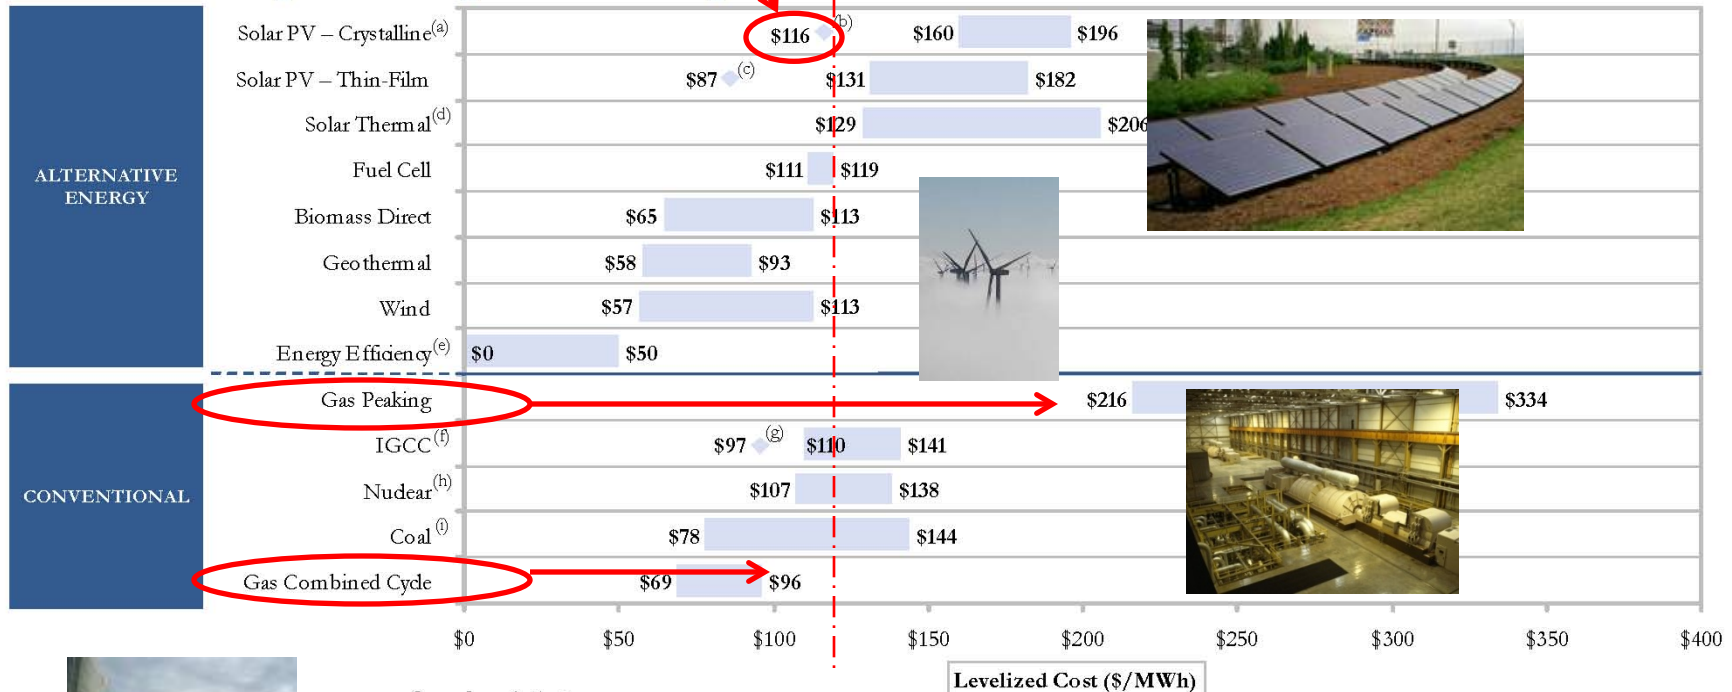 Solar PV – Crystalline(a) $116 (b) $160 $196
Solar PV – Thin-Film $87 (c) $131 $182
Solar Thermal(d) $129 $206
Fuel Cell $111 $119
ALTERNATIVE
ENERGY
Biomass Direct $65 $113
Geothermal $58 $93
Wind $57 $113
Energy Efficiency(e) $0 $50
Gas Peaking $216 $334
IGCC(f) $97 (g) $110 $141
CONVENTIONAL
Nuclear(h) $107 $138
Coal(i) $78 $144
Gas Combined Cycle $69 $96
$0 $50 $100 $150 $200 $250 $300 $350 $400
Levelized Cost ($/MWh)